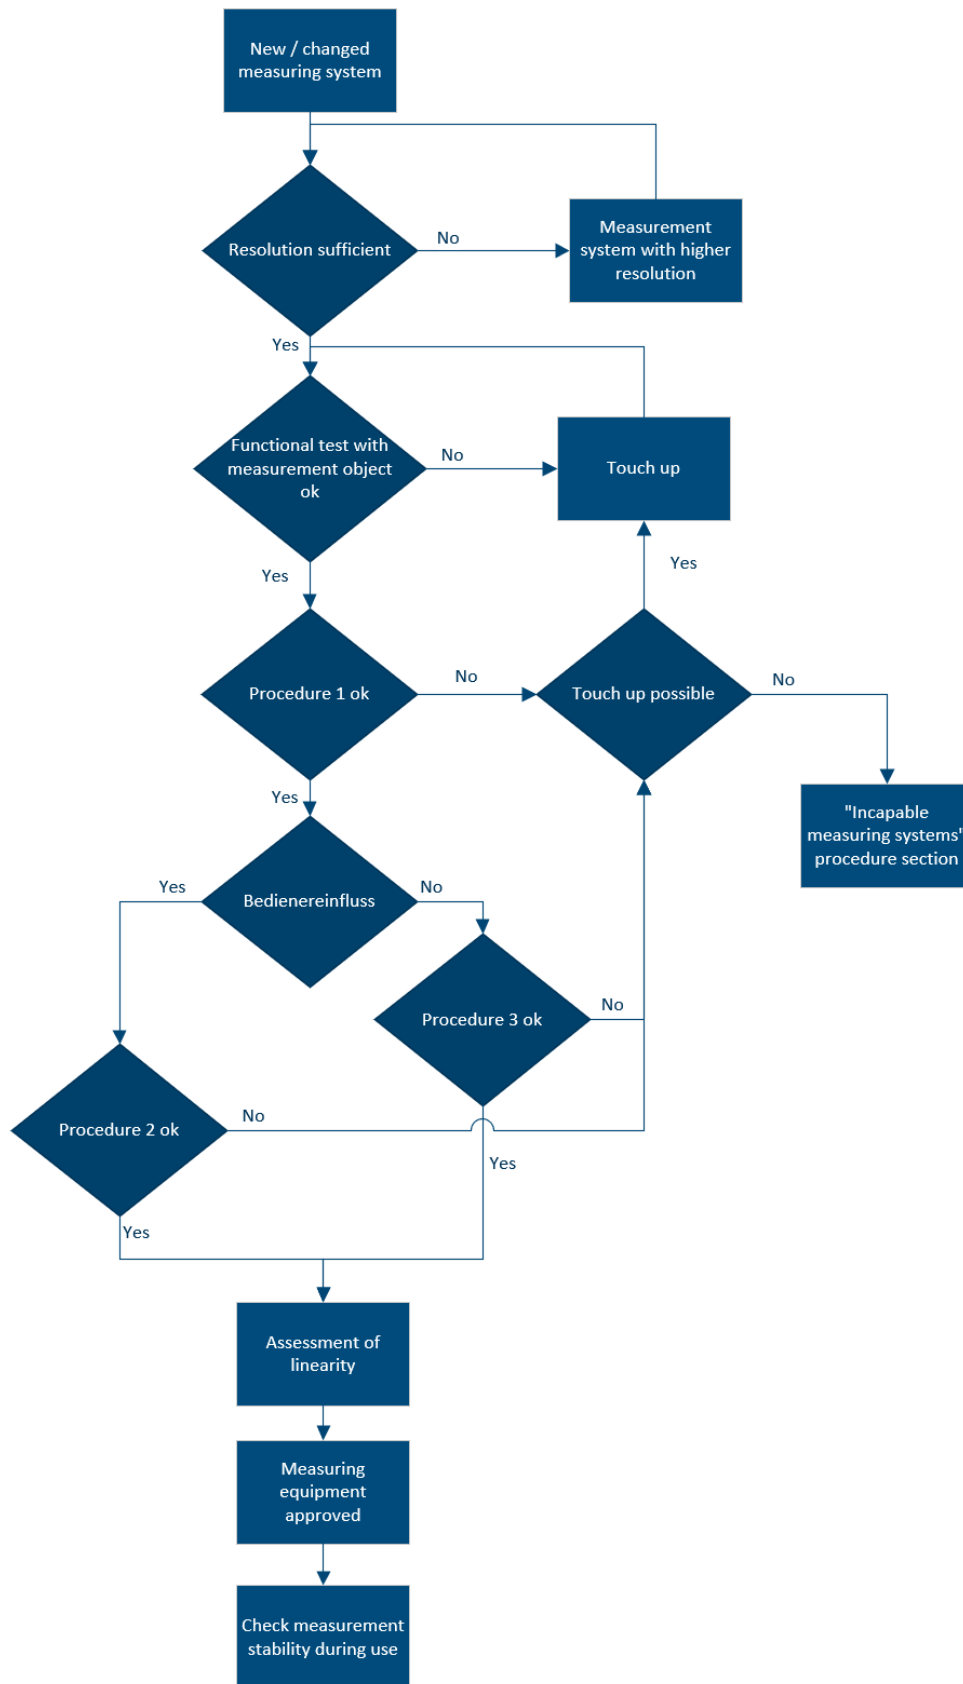 New / changed
measuring system
Resolution sufficient
No
Measurement
system with higher
resolution
Yes
Functional test with
measurement object
ok
No
Touch up
Yes
Yes
Procedure 1 ok
No
Touch up possible
No
Yes
"Incapable
measuring systems"
procedure section
Yes
Bedienereinfluss
No
Procedure 3 ok
No
Procedure 2 ok
No
Yes
Yes
Assessment of
linearity
Measuring
equipment
approved
Check measurement
stability during use